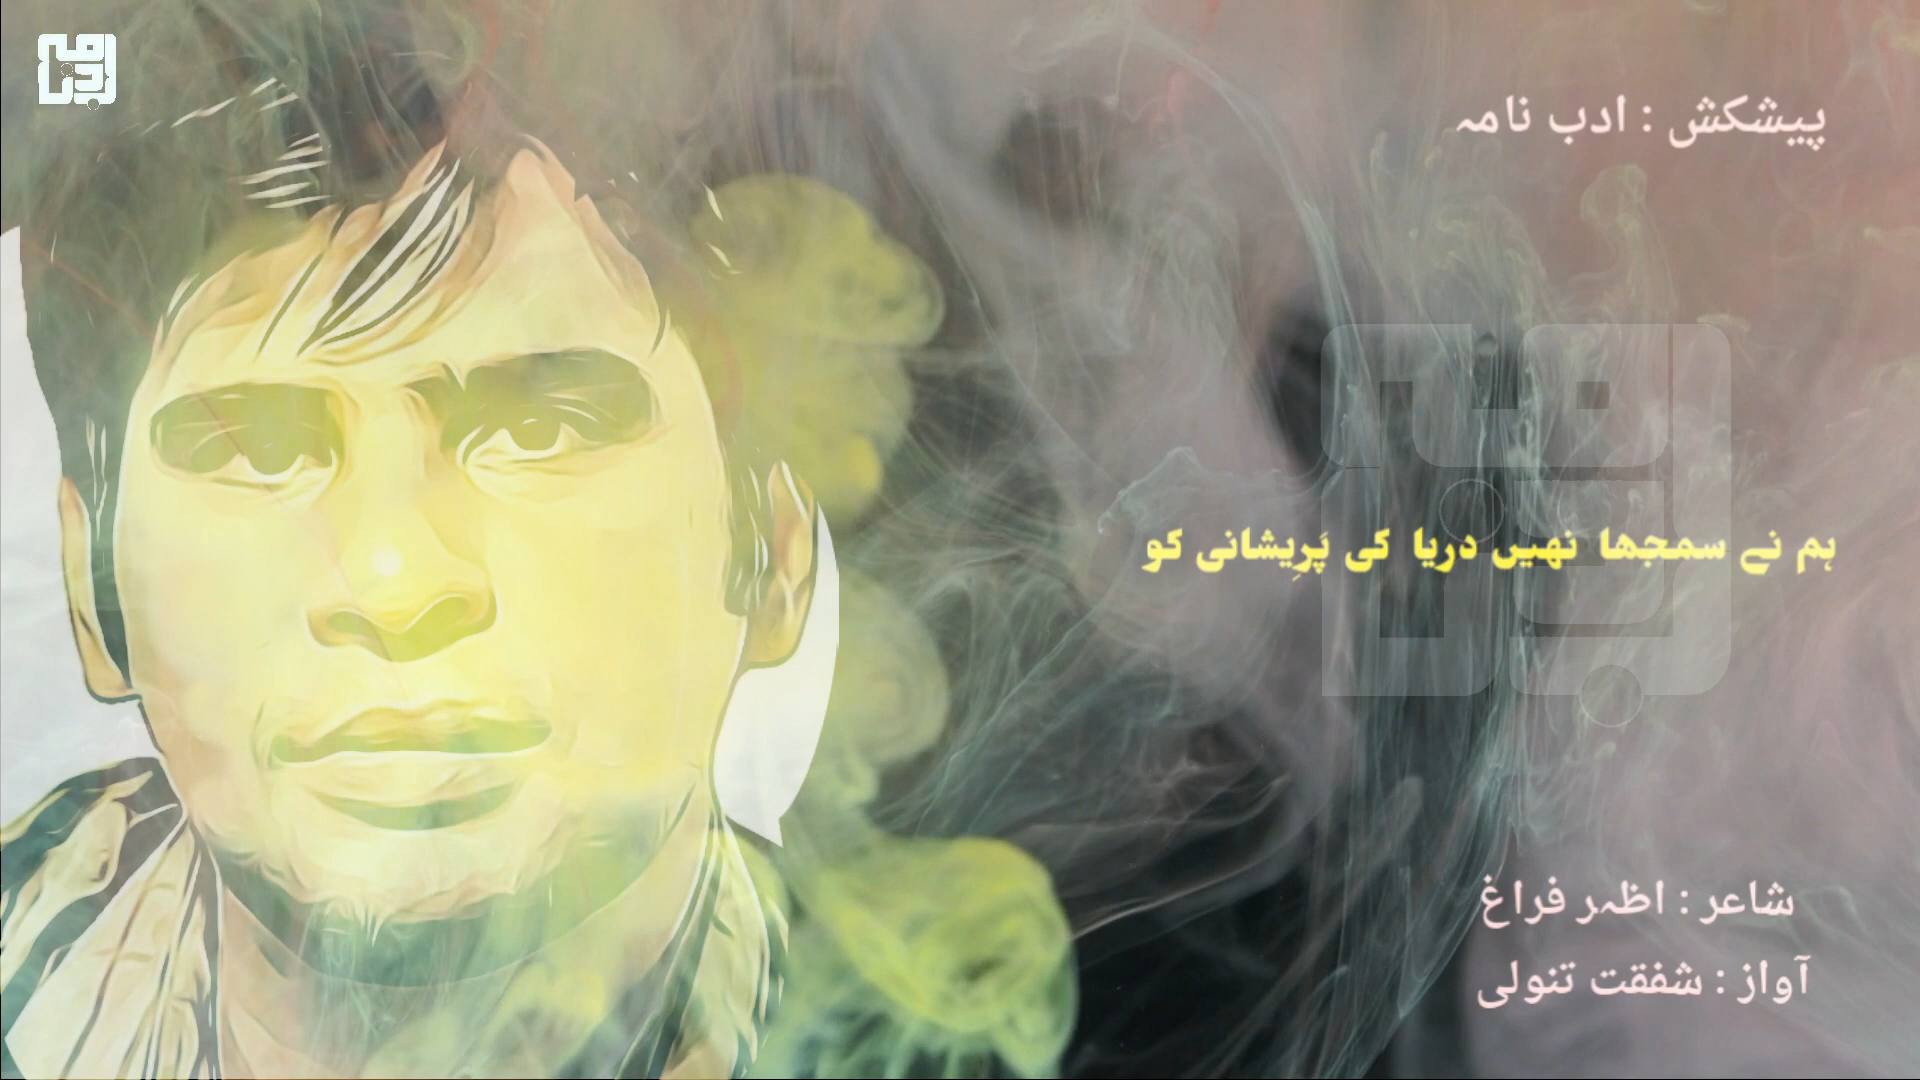 پیشکش : ادب نامہ
ہم نے سمجھا نہیں دریا کی پَرِیشانی کو
شاعر : اظہر فراغ
آواز : شفقت تنولی